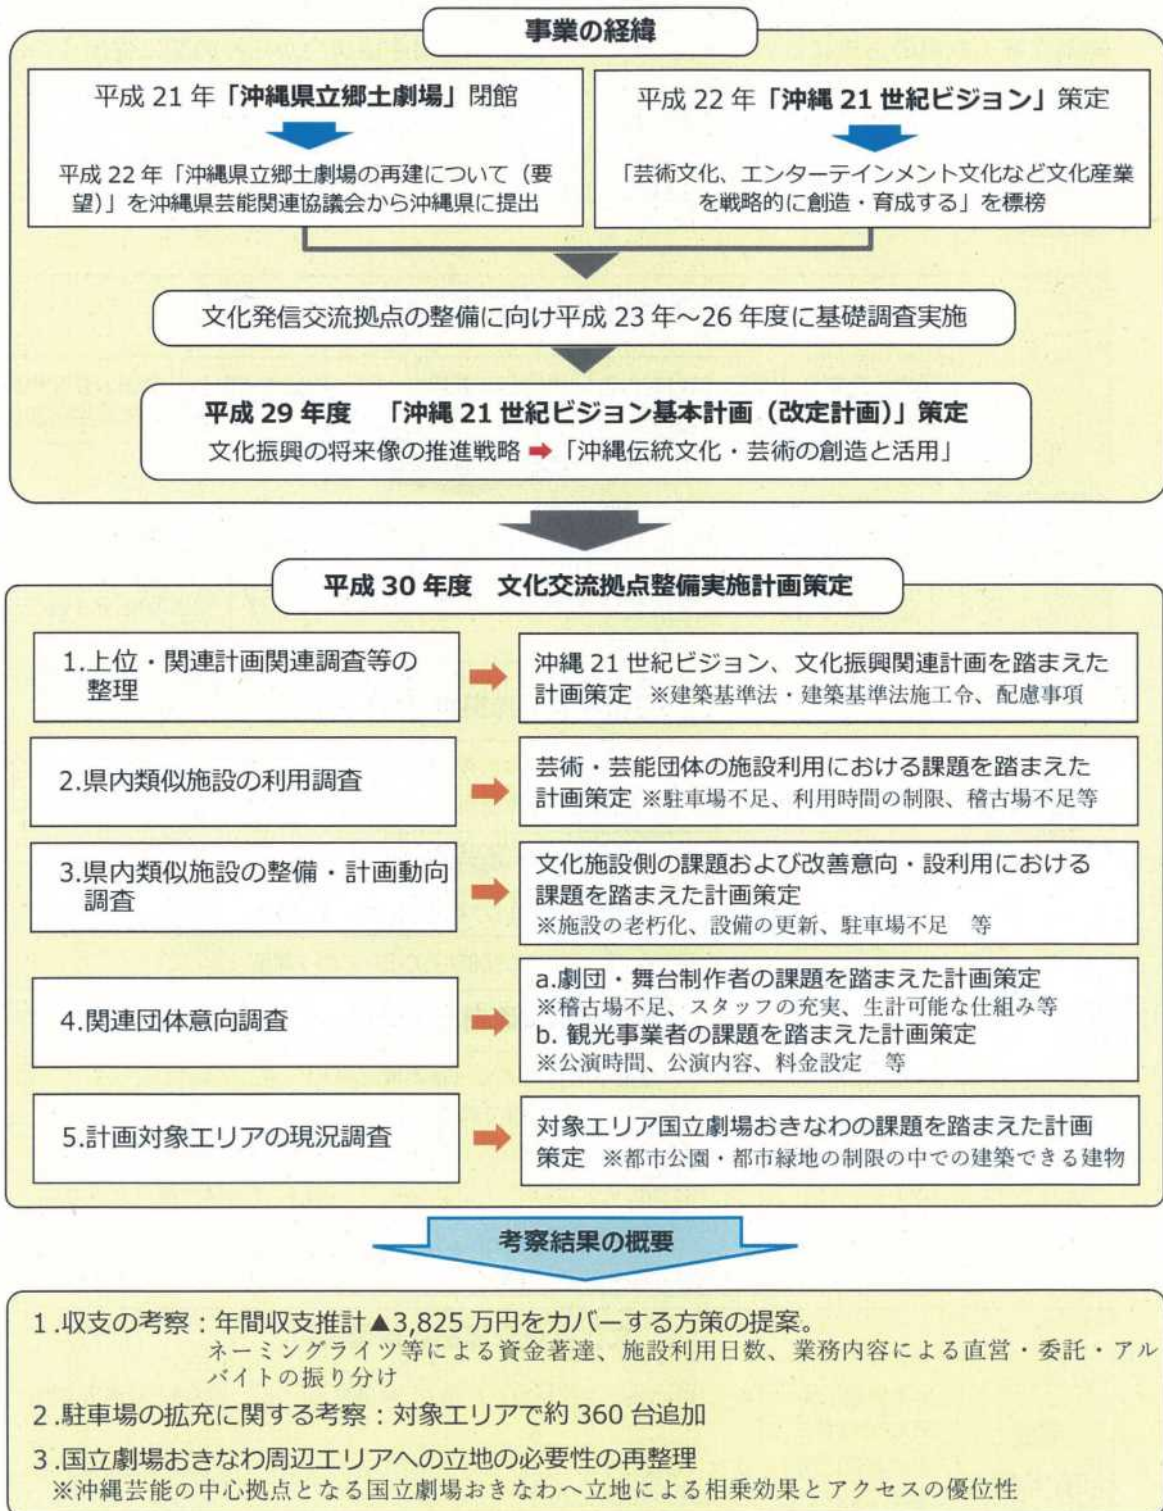 事業の経緯
平成 21 年「沖縄県立郷土劇場」閉館
平成 22 年「沖縄県立郷土劇場の再建について（要
望）」を沖縄県芸能関連協議会から沖縄県に提出
平成 22 年「沖縄 21 世紀ビジョン」策定
「芸術文化、エンターテインメント文化など文化産業
を戦略的に創造・育成する」を標榜
文化発信交流拠点の整備に向け平成 23 年～26 年度に基礎調査実施
平成 29 年度　「沖縄 21 世紀ビジョン基本計画（改定計画）」策定
文化振興の将来像の推進戦略 ➡ 「沖縄伝統文化・芸術の創造と活用」
平成 30 年度　文化交流拠点整備実施計画策定
1.上位・関連計画関連調査等の
整理
沖縄 21 世紀ビジョン、文化振興関連計画を踏まえた
計画策定 ※建築基準法・建築基準法施工令、配慮事項
2.県内類似施設の利用調査
芸術・芸能団体の施設利用における課題を踏まえた
計画策定 ※駐車場不足、利用時間の制限、稽古場不足等
3.県内類似施設の整備・計画動向
調査
文化施設側の課題および改善意向・設利用における
課題を踏まえた計画策定
※施設の老朽化、設備の更新、駐車場不足　等
4.関連団体意向調査
a.劇団・舞台制作者の課題を踏まえた計画策定
※稽古場不足、スタッフの充実、生計可能な仕組み等
b. 観光事業者の課題を踏まえた計画策定
※公演時間、公演内容、料金設定　等
5.計画対象エリアの現況調査
対象エリア国立劇場おきなわの課題を踏まえた計画
策定 ※都市公園・都市緑地の制限の中での建築できる建物
考察結果の概要
1.収支の考察：年間収支推計▲3,825 万円をカバーする方策の提案。
ネーミングライツ等による資金著達、施設利用日数、業務内容による直営・委託・アル
バイトの振り分け
2.駐車場の拡充に関する考察：対象エリアで約 360 台追加
3.国立劇場おきなわ周辺エリアへの立地の必要性の再整理
※沖縄芸能の中心拠点となる国立劇場おきなわへ立地による相乗効果とアクセスの優位性